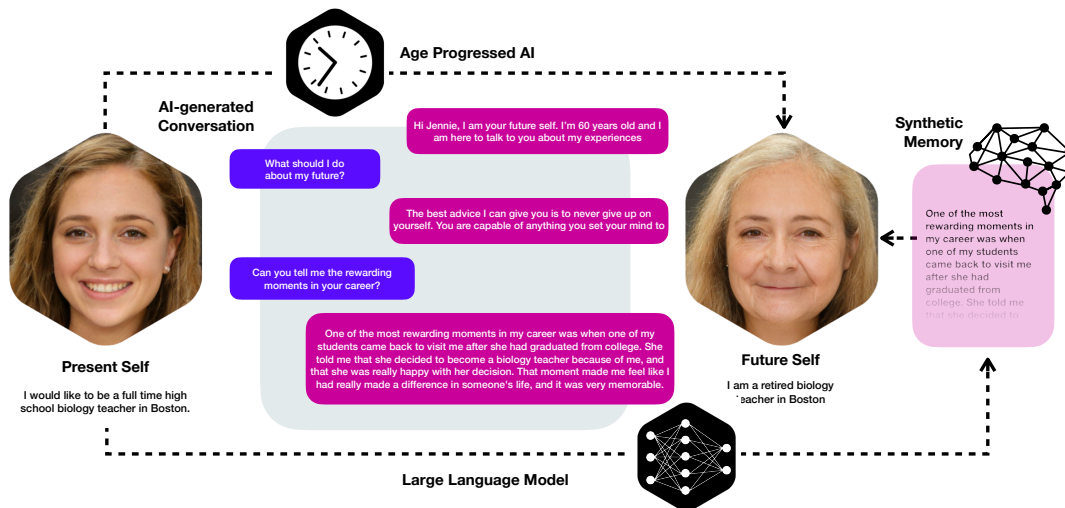 Age Progressed AI
AI-generated
Conversation
Hi Jennie, I am your future self. I'm 60 years old and I
am here to talk to you about my experiences
What should I do
about my future?
The best advice I can give you is to never give up on
yourself. You are capable of anything you set your mind to
Can you tell me the rewarding
moments in your career?
One of the most rewarding moments in my career was when one of my
students came back to visit me after she had graduated from college. She
told me that she decided to become a biology teacher because of me, and
that she was really happy with her decision. That moment made me feel like I
had really made a difference in someone's life, and it was very memorable.
Present Self
I would like to be a full time high
school biology teacher in Boston.
Future Self
I am a retired biology
teacher in Boston
Synthetic
Memory
One of the most
rewarding moments in
my career was when
one of my students
came back to visit me
after she had
graduated from
college. She told me
that she decided to
Large Language Model